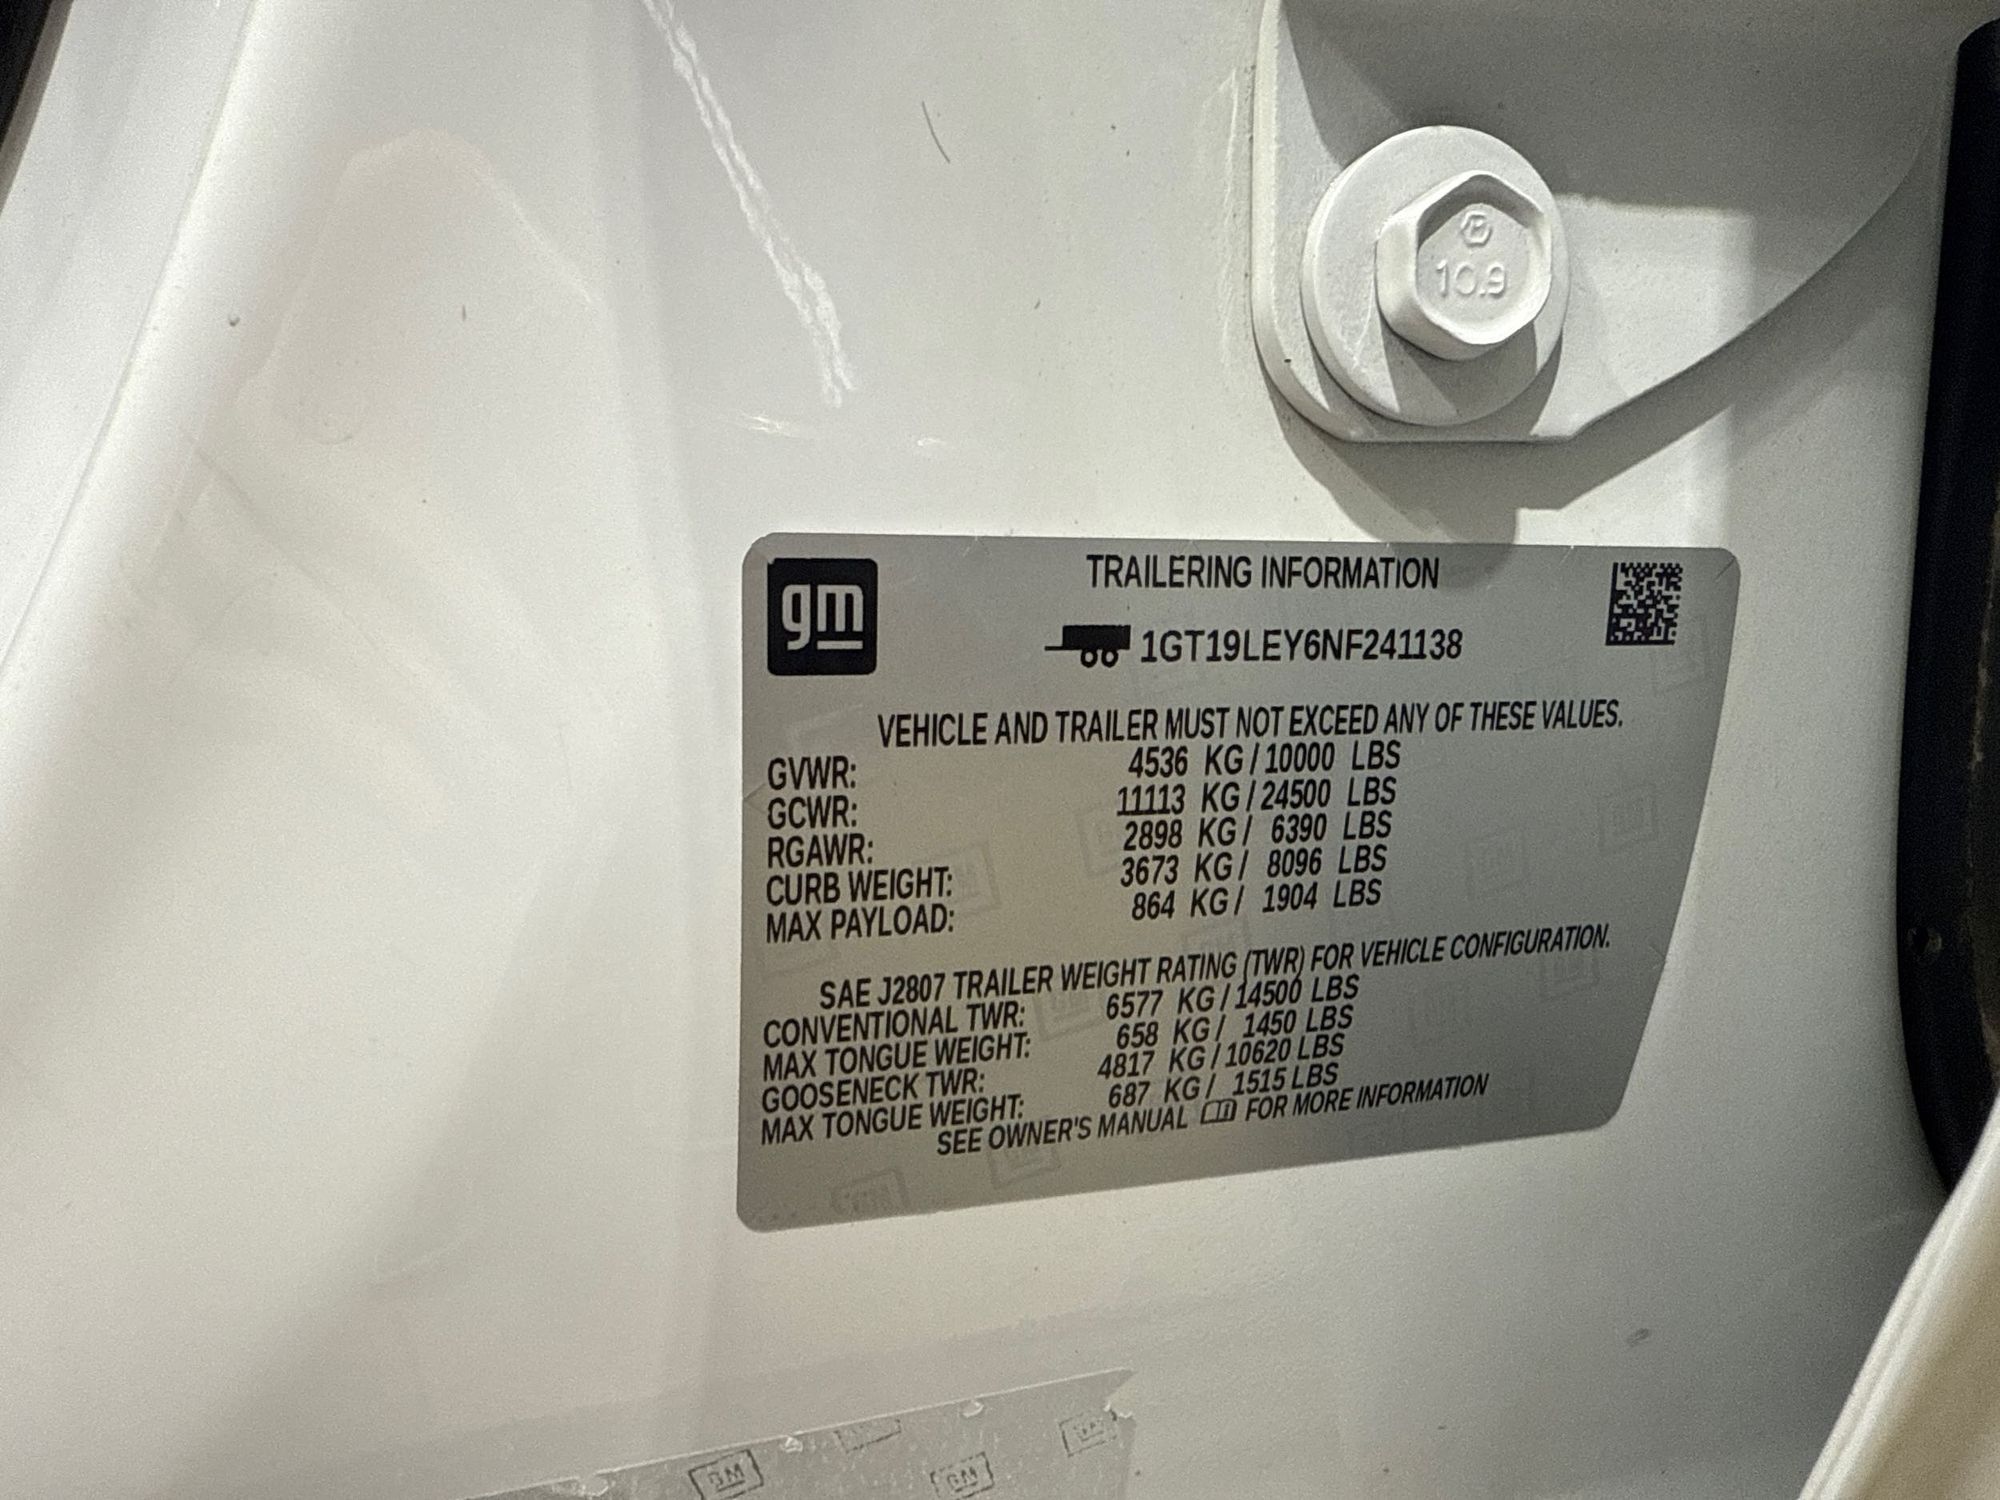 B
10.9
gm
TRAILERING INFORMATION
1GT19LEY6NF241138
VEHICLE AND TRAILER MUST NOT EXCEED ANY OF THESE VALUES.
GVWR: 4536 KG / 10000 LBS
GCWR: 11113 KG / 24500 LBS
RGAWR: 2898 KG / 6390 LBS
CURB WEIGHT: 3673 KG / 8096 LBS
MAX PAYLOAD: 864 KG / 1904 LBS
SAE J2807 TRAILER WEIGHT RATING (TWR) FOR VEHICLE CONFIGURATION.
CONVENTIONAL TWR: 6577 KG / 14500 LBS
MAX TONGUE WEIGHT: 658 KG / 1450 LBS
GOOSENECK TWR: 4817 KG / 10620 LBS
MAX TONGUE WEIGHT: 687 KG / 1515 LBS
SEE OWNER'S MANUAL FOR MORE INFORMATION
GM
GM
GM